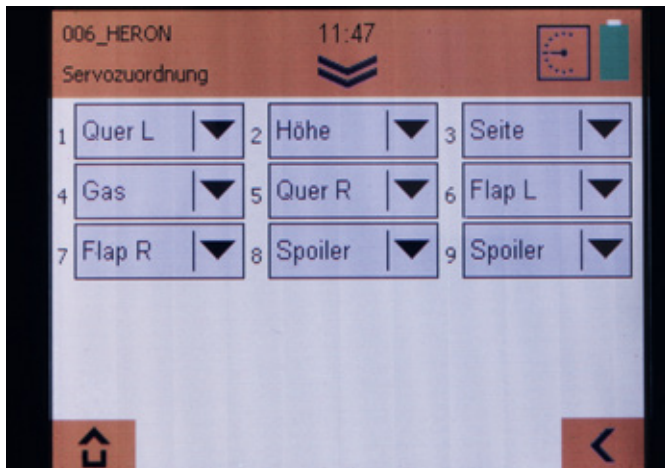 006_HERON 11:47
Servozuordnung
1 Quer L 2 Höhe 3 Seite
4 Gas 5 Quer R 6 Flap L
7 Flap R 8 Spoiler 9 Spoiler